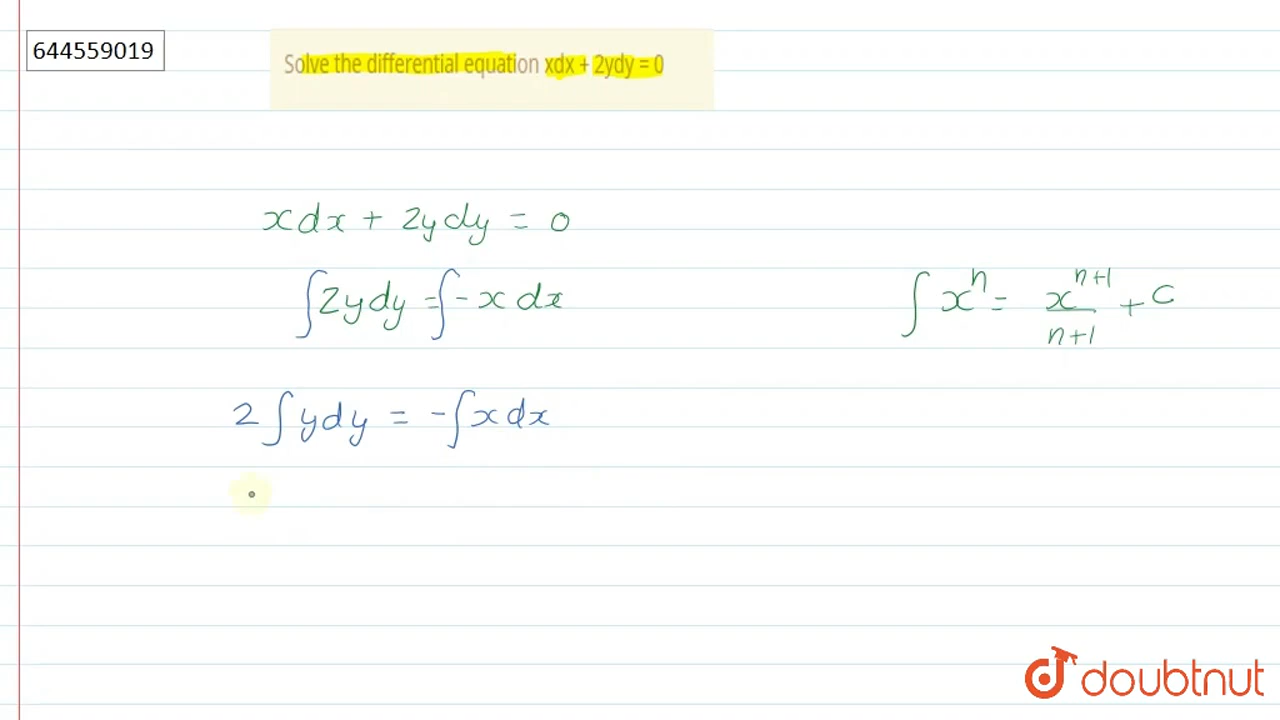 644559019
Solve the differential equation xdx + 2ydy = 0
xdx + 2ydy = 0
∫2ydy = ∫-xdx
∫xⁿ = xⁿ⁺¹/n+1 + C
2∫ydy = -∫xdx
doubtnut